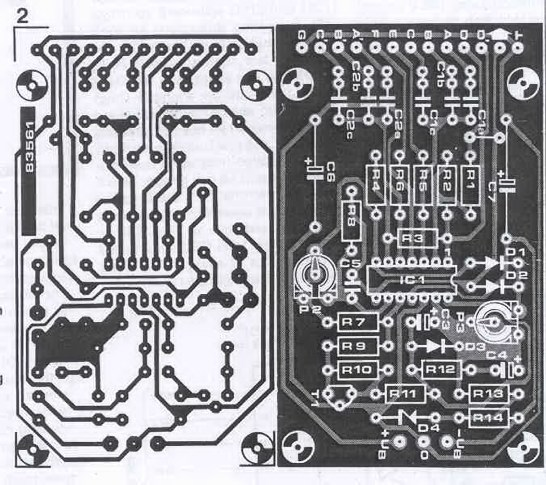 2
83561
G C B A F E C B A D D ⊥
C2b
C1b
C2c
C2a
C1c
C1a
C6
R4
R6
R5
R2
R1
C7
R8
R3
D1
C5
IC1
D2
P2
R7
C3
P3
R9
D3
C4
R10
R12
T1
R11
R13
D4
R14
+UB
0
-UB